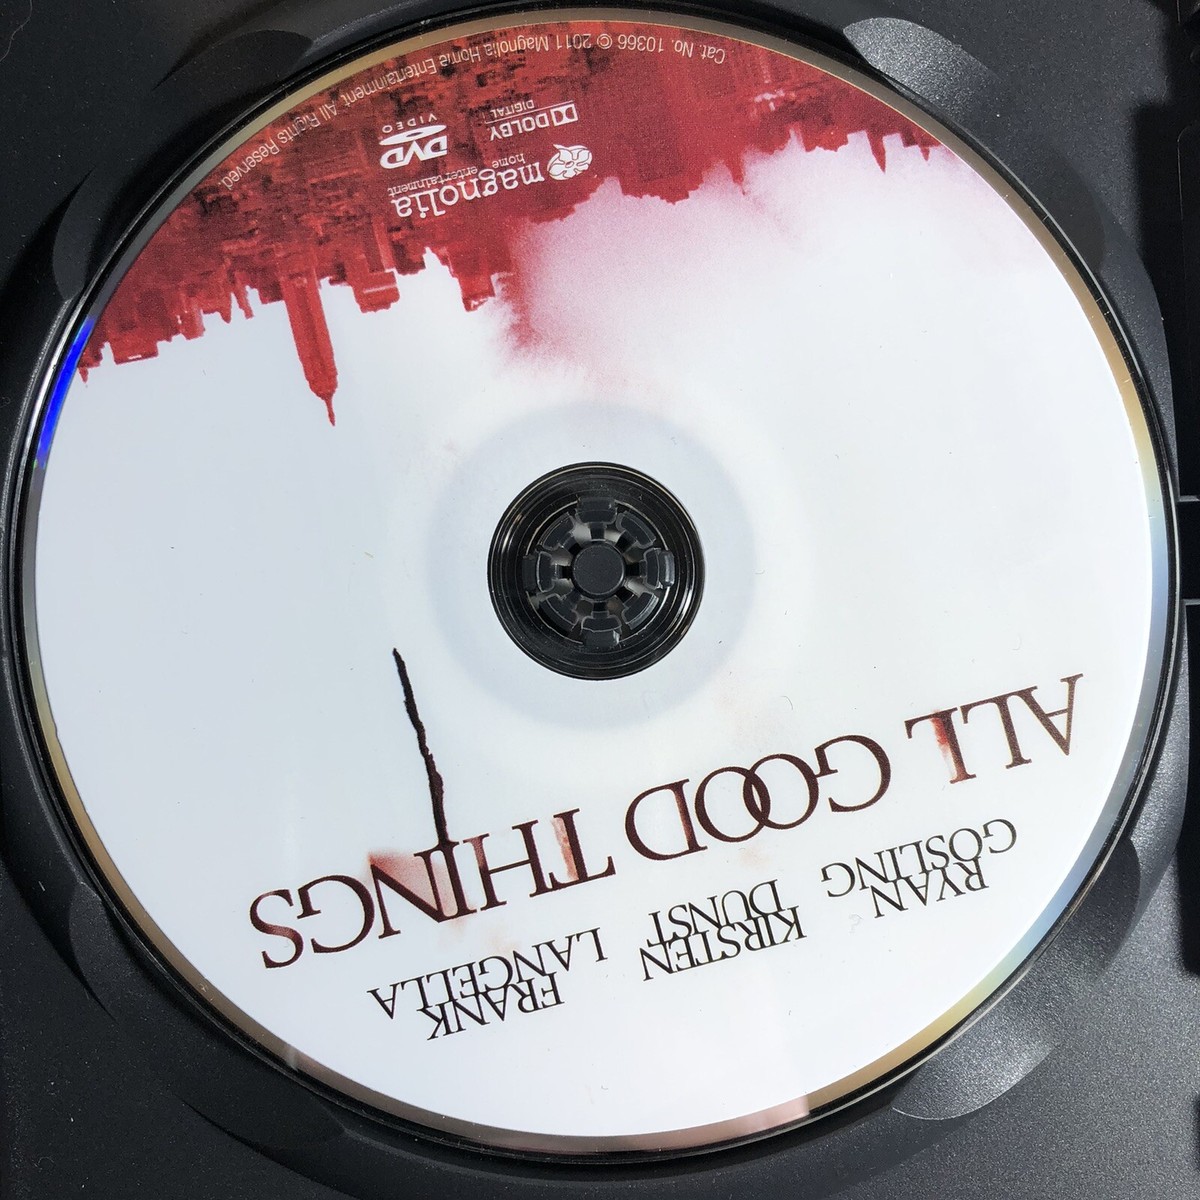 RYAN
GOSLING
KIRSTEN
DUNST
FRANK
LANGELLA
ALL GOOD THINGS
magnolia
home
entertainment
DVD
VIDEO
DOLBY
DIGITAL
Cat. No. 10366 © 2011 Magnolia Home Entertainment. All Rights Reserved.